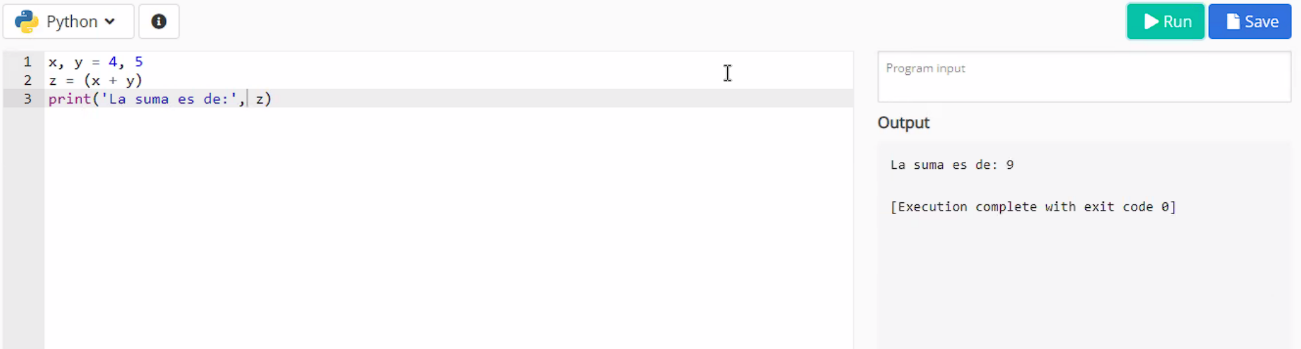 Python
Run
Save
1 x, y = 4, 5
2 z = (x + y)
3 print('La suma es de:', z)
Program input
Output
La suma es de: 9
[Execution complete with exit code 0]